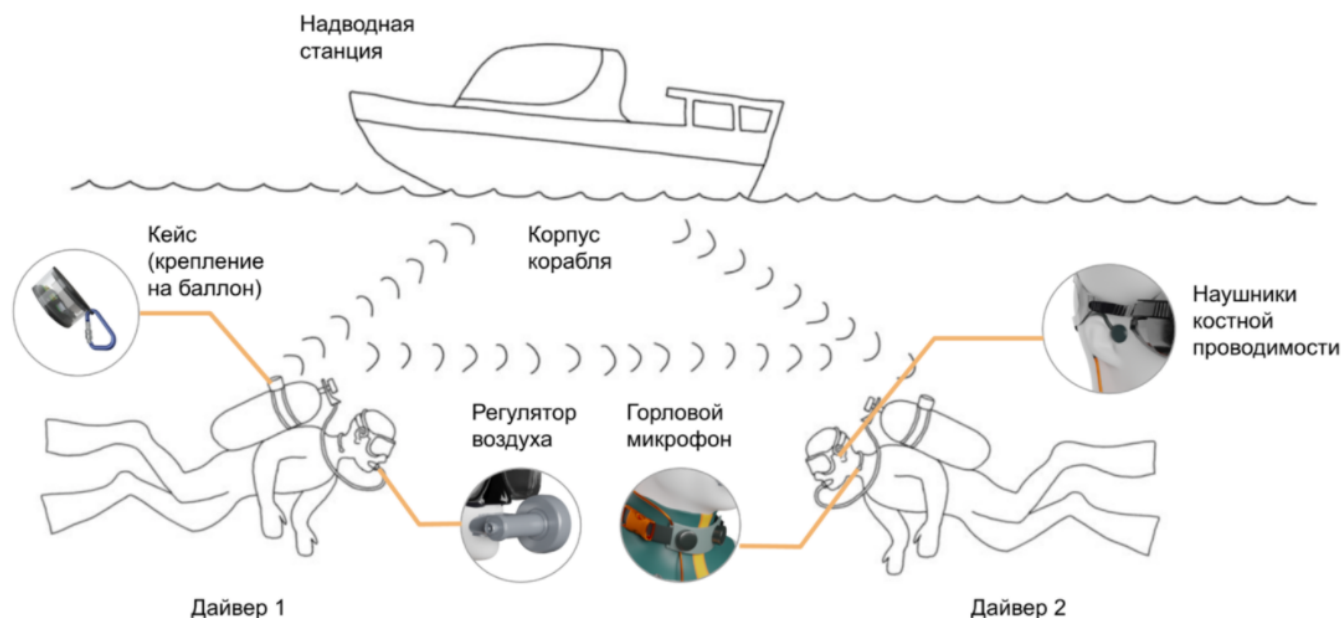 Надводная
станция
Кейс
(крепление
на баллон)
Корпус
корабля
Наушники
костной
проводимости
Регулятор
воздуха
Горловой
микрофон
Дайвер 1
Дайвер 2